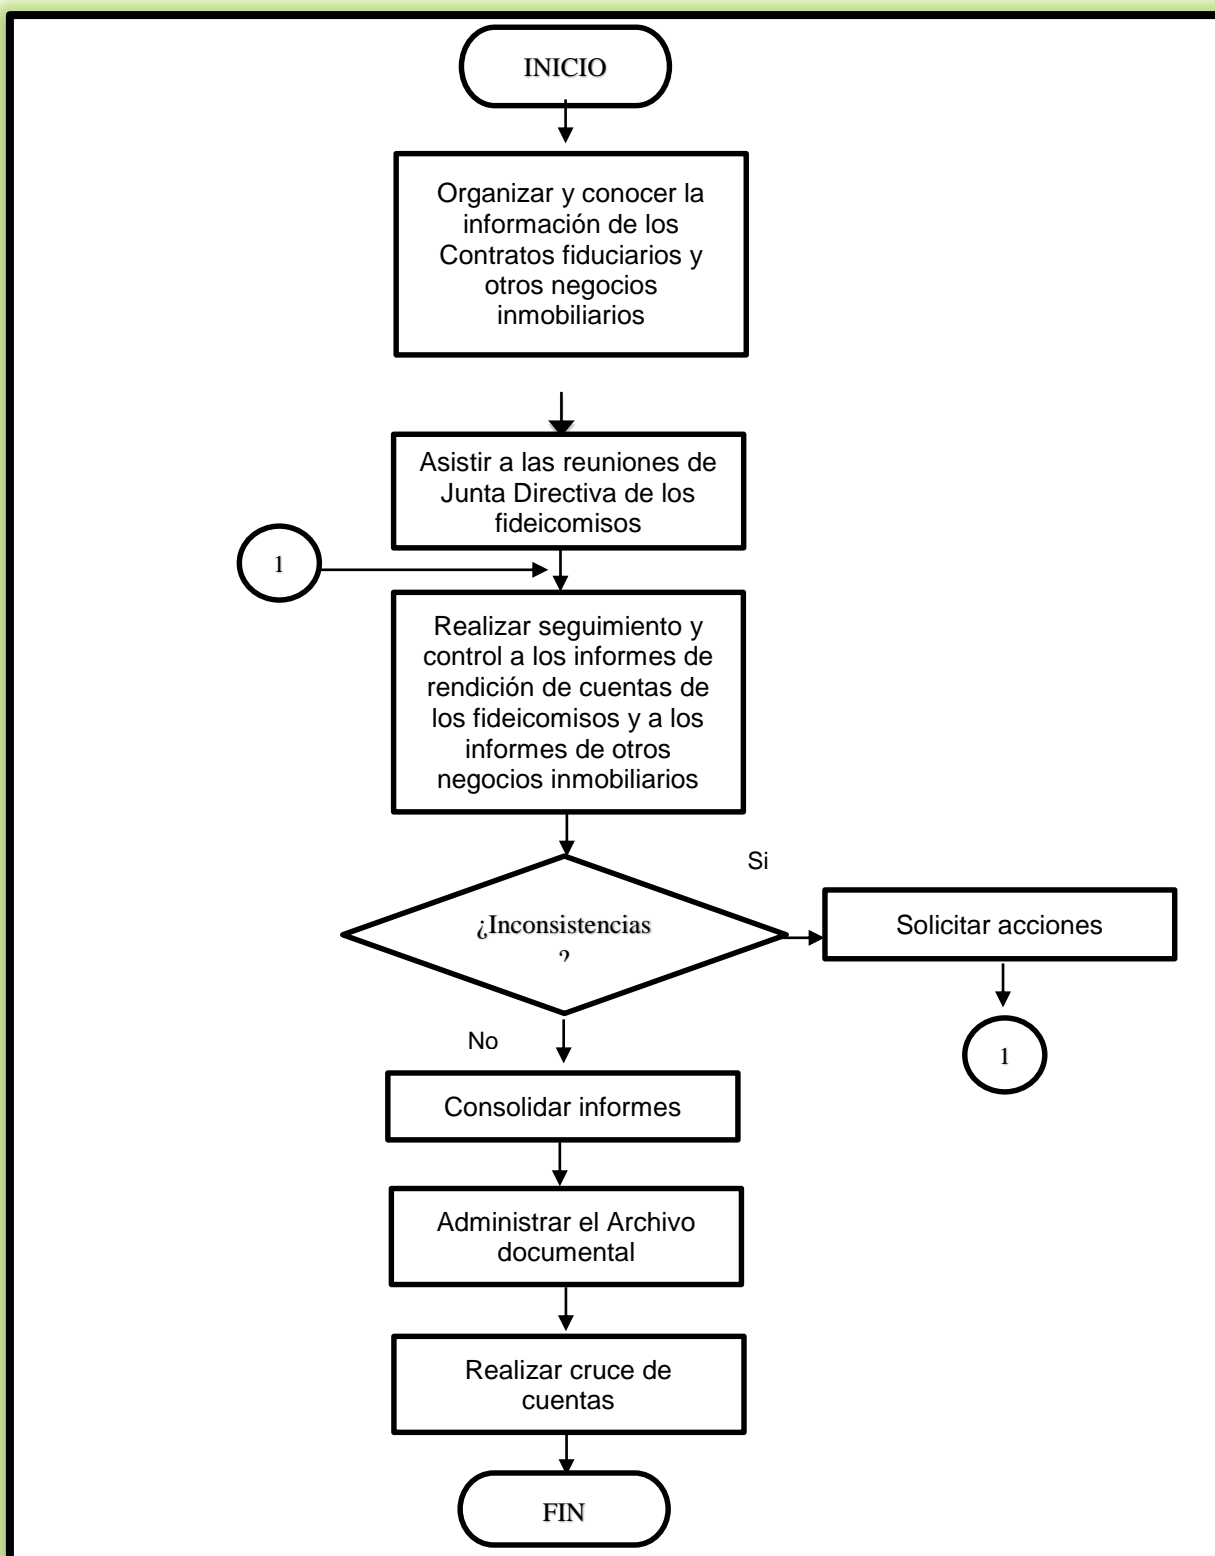 INICIO
Organizar y conocer la
información de los
Contratos fiduciarios y
otros negocios
inmobiliarios
Asistir a las reuniones de
Junta Directiva de los
fideicomisos
1
Realizar seguimiento y
control a los informes de
rendición de cuentas de
los fideicomisos y a los
informes de otros
negocios inmobiliarios
Si
¿Inconsistencias
?
Solicitar acciones
No
1
Consolidar informes
Administrar el Archivo
documental
Realizar cruce de
cuentas
FIN